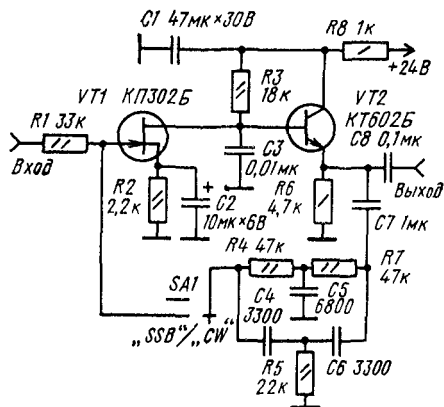 C1 47мк×30В
R8 1к
+24В
VT1 КП302Б
R3
18к
VT2
КТ602Б
R1 33к
C8 0,1мк
Вход
C3
0,01мк
R2
2,2к
C2
10мк×6В
R6
4,7к
Выход
C7 1мк
R4 47к
R7
47к
SA1
C4
3300
C5
6800
„SSB“/„CW“
R5
22к
C6 3300